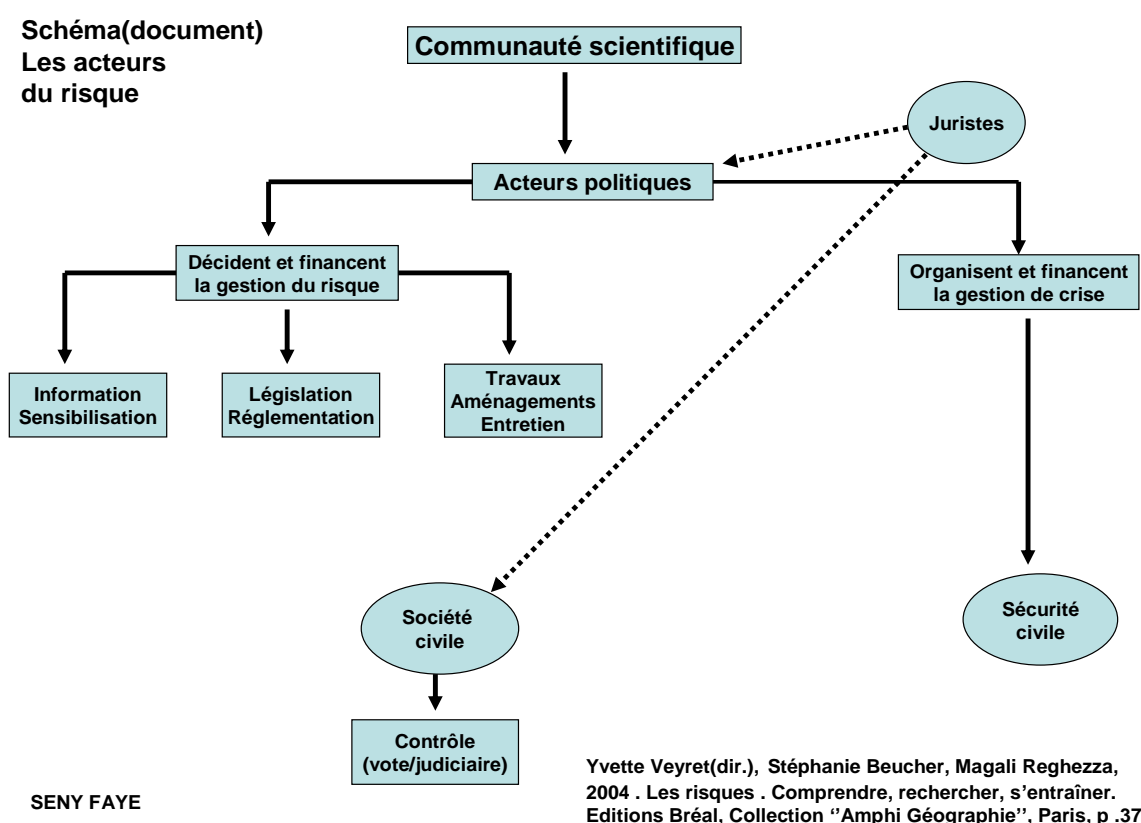 Schéma(document)
Les acteurs
du risque
Communauté scientifique
Juristes
Acteurs politiques
Décident et financent
la gestion du risque
Organisent et financent
la gestion de crise
Information
Sensibilisation
Législation
Réglementation
Travaux
Aménagements
Entretien
Société
civile
Sécurité
civile
Contrôle
(vote/judiciaire)
Yvette Veyret(dir.), Stéphanie Beucher, Magali Reghezza,
2004 . Les risques . Comprendre, rechercher, s’entraîner.
Editions Bréal, Collection ‘’Amphi Géographie’’, Paris, p .37
SENY FAYE